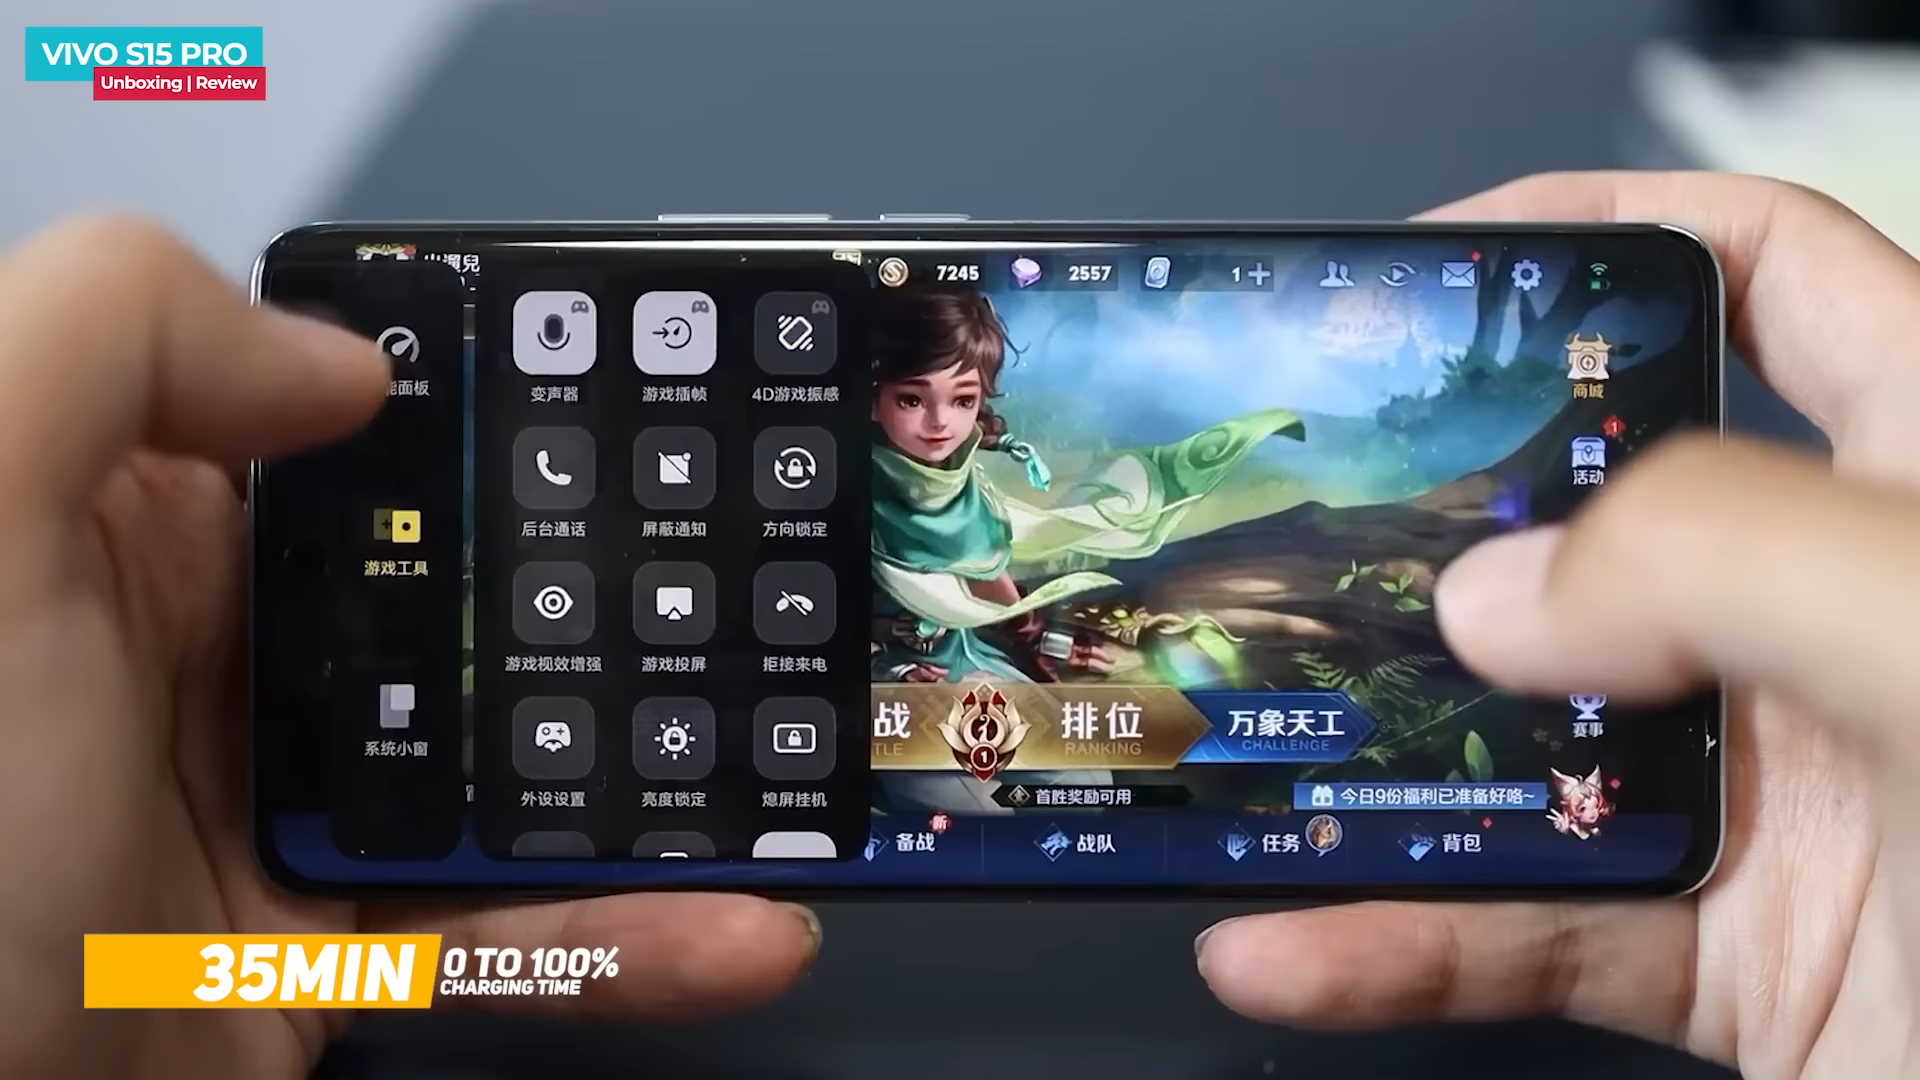 VIVO S15 PRO
Unboxing | Review
7245
2557
1
变声器
游戏插帧
4D游戏振感
能面板
商城
1
活动
后台通话
屏蔽通知
方向锁定
游戏工具
游戏视效增强
游戏投屏
拒接来电
战
排位
万象天工
TLE
RANKING
CHALLENGE
1
赛事
系统小窗
外设设置
亮度锁定
熄屏挂机
首胜奖励可用
今日9份福利已准备好咯~
备战
新
战队
任务
背包
35MIN
0 TO 100%
CHARGING TIME